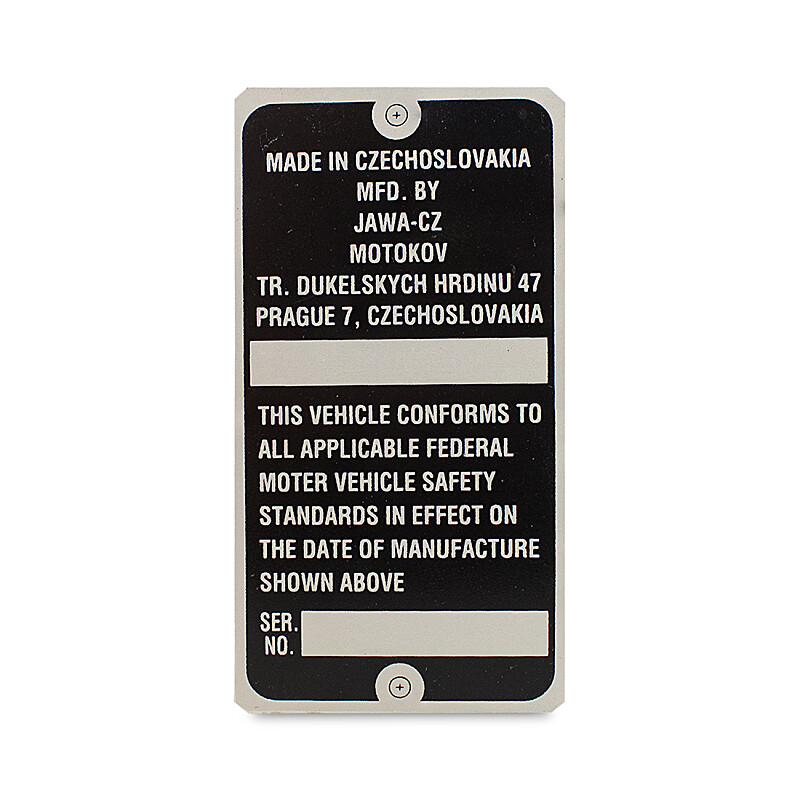 MADE IN CZECHOSLOVAKIA
MFD. BY
JAWA-CZ
MOTOKOV
TR. DUKELSKYCH HRDINU 47
PRAGUE 7, CZECHOSLOVAKIA
THIS VEHICLE CONFORMS TO
ALL APPLICABLE FEDERAL
MOTER VEHICLE SAFETY
STANDARDS IN EFFECT ON
THE DATE OF MANUFACTURE
SHOWN ABOVE
SER.
NO.